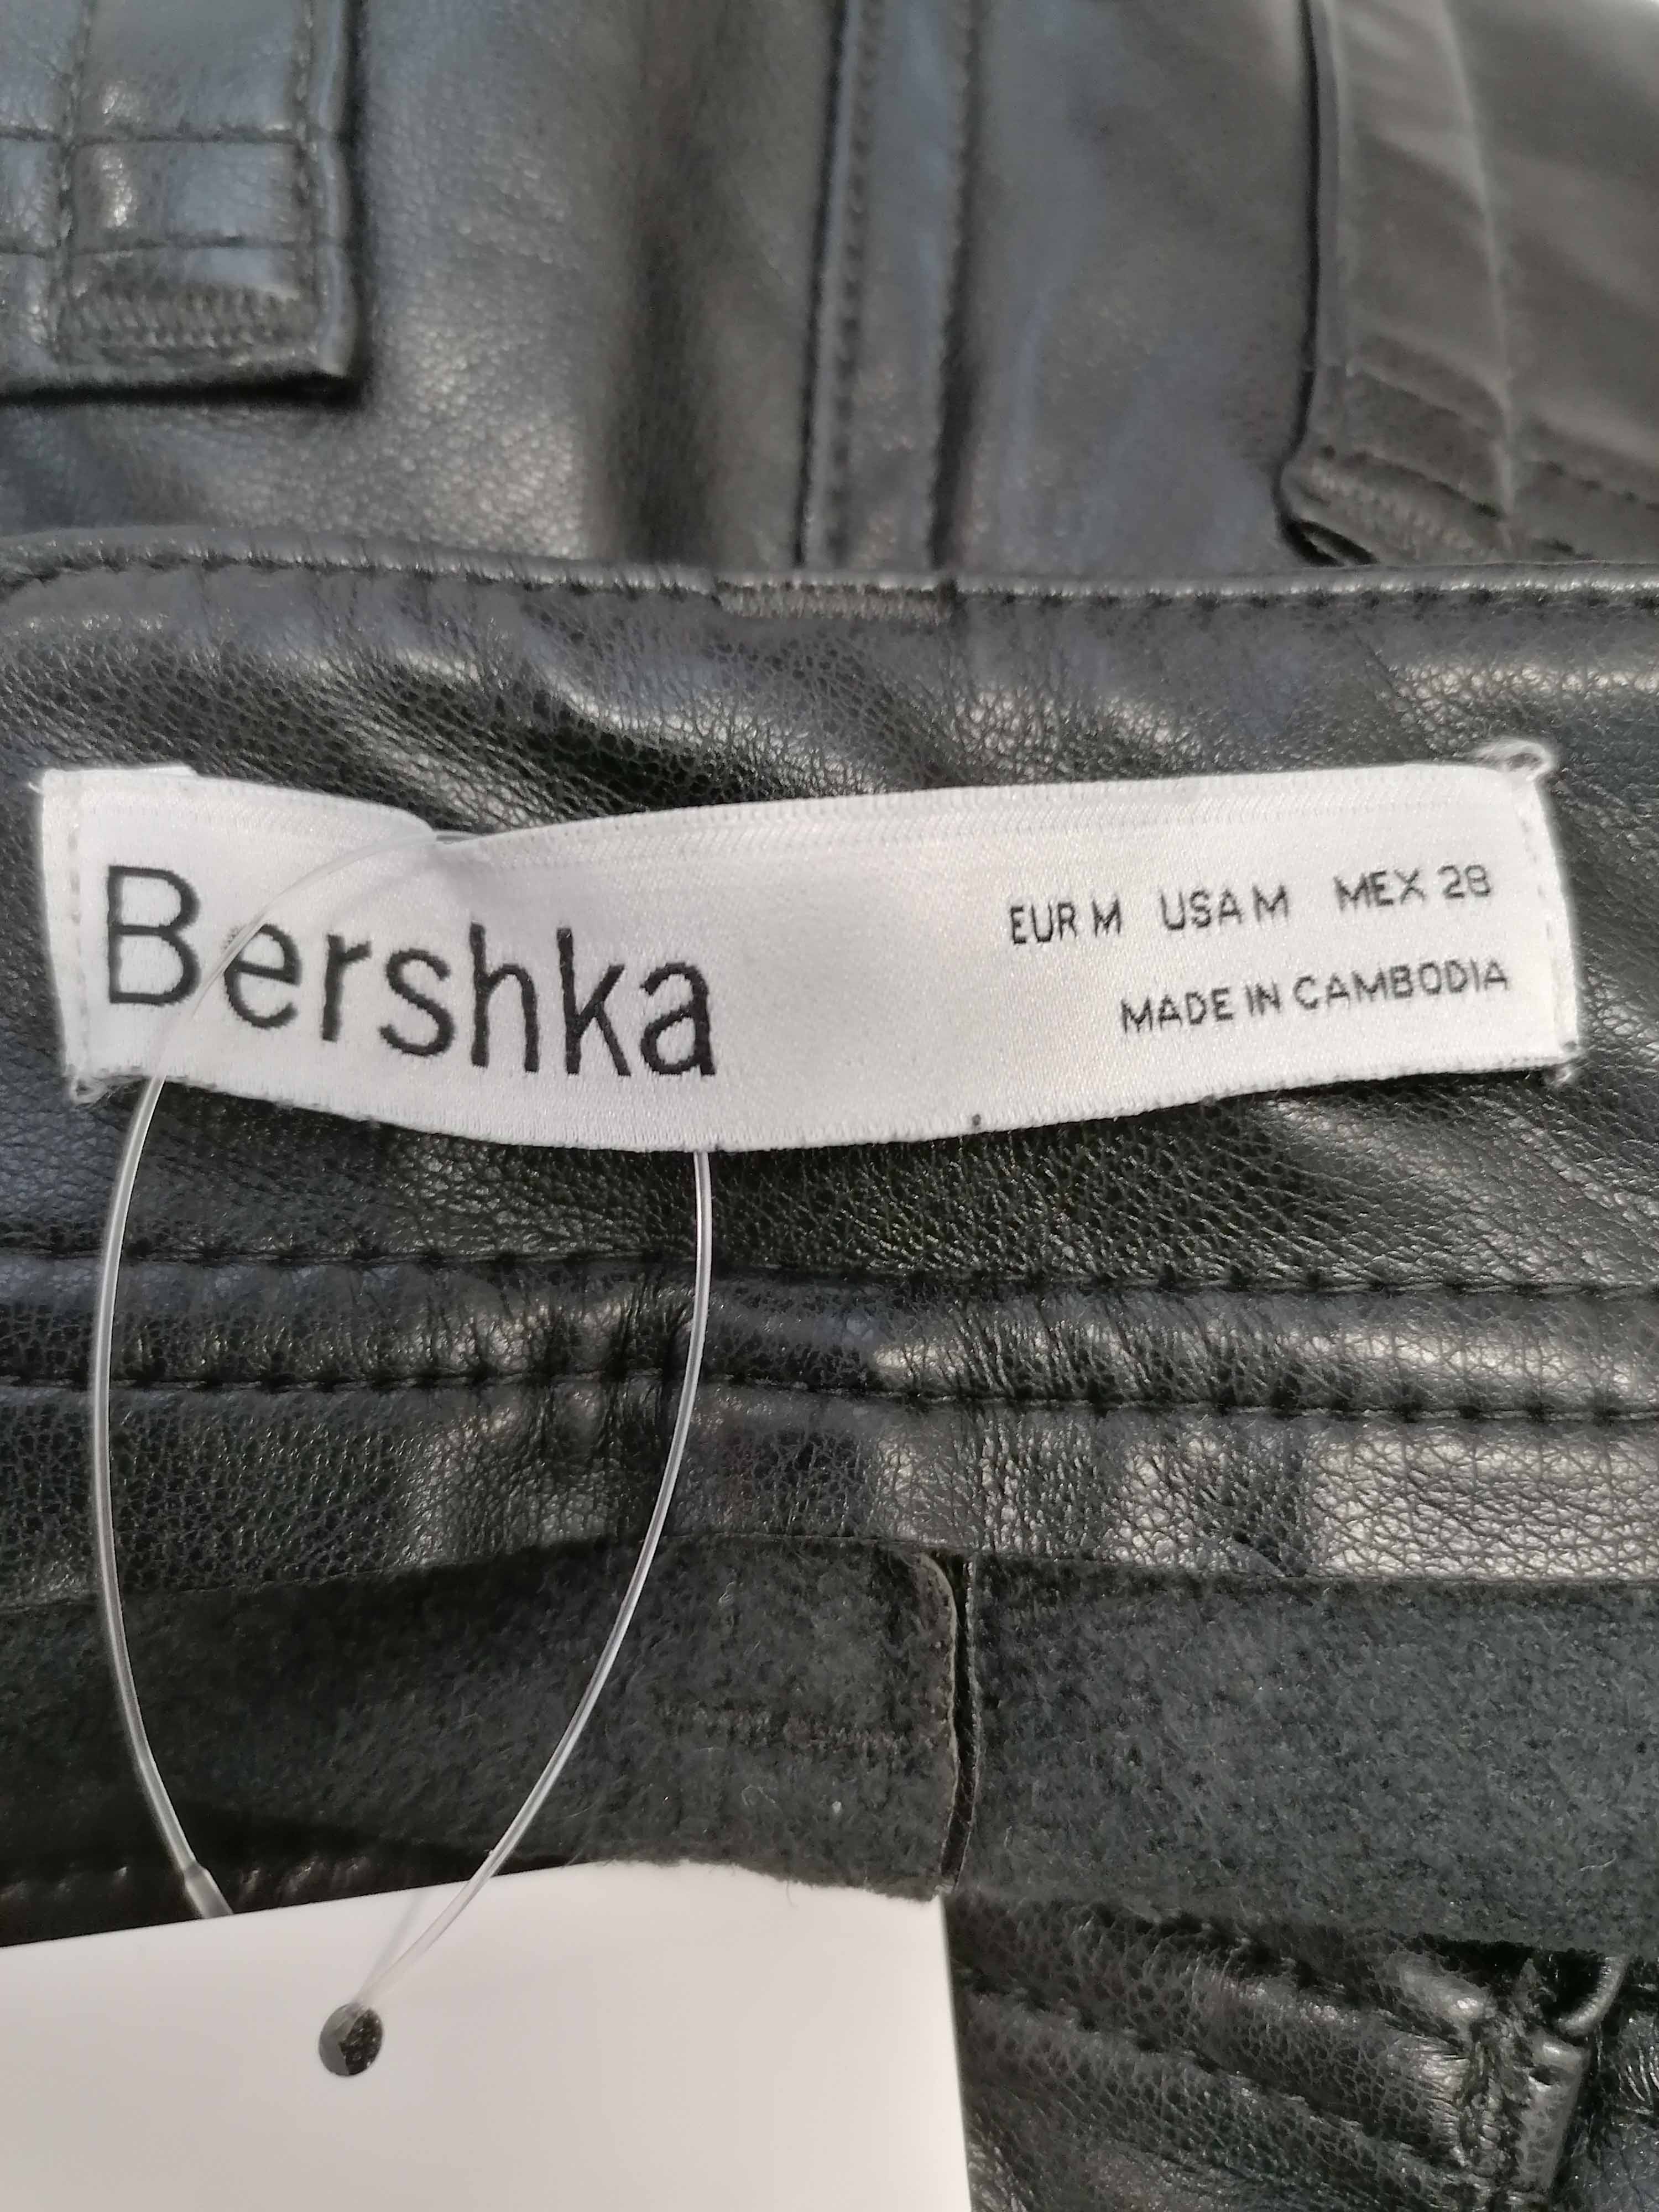 Bershka
EUR M USA M MEX 28
MADE IN CAMBODIA